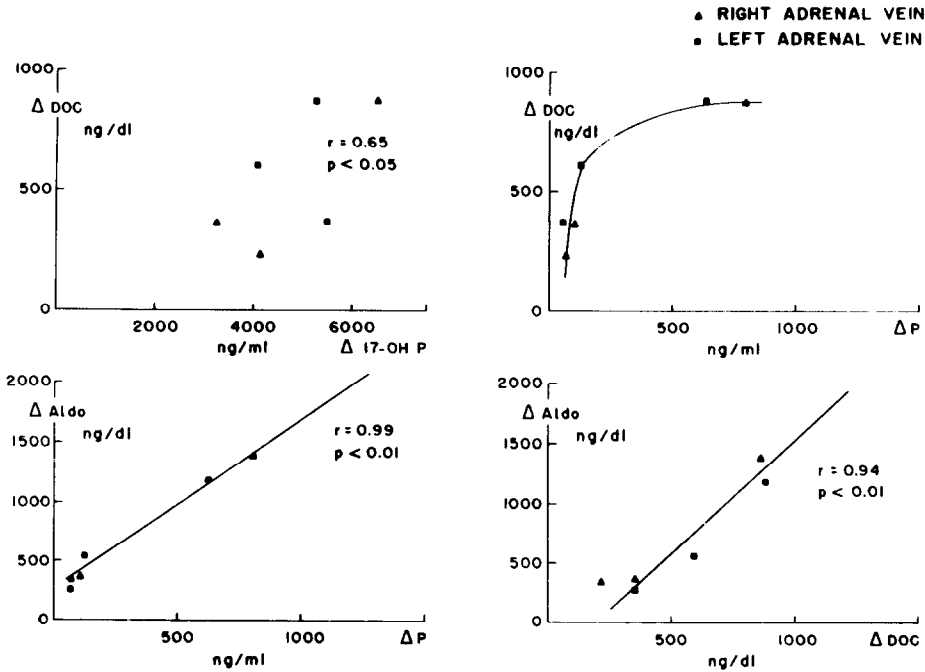 ▲ RIGHT ADRENAL VEIN
■ LEFT ADRENAL VEIN
1000
Δ DOC
ng/dl
r = 0.65
p < 0.05
500
0
2000
4000
6000
ng/ml
Δ 17-OH P
1000
Δ DOC
ng/dl
500
0
500
1000
ΔP
ng/ml
2000
Δ Aldo
ng/dl
1500
r = 0.99
p < 0.01
1000
500
0
500
1000
ΔP
ng/ml
2000
Δ Aldo
ng/dl
1500
r = 0.94
p < 0.01
1000
500
0
500
1000
Δ DOC
ng/dl